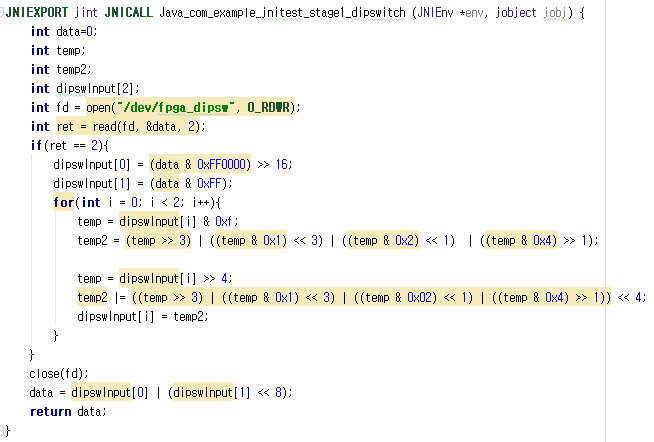 JNIEXPORT jint JNICALL Java_com_example_jnitest_stage1_dipswitch (JNIEnv *env, jobject jobj) {
int data=0;
int temp;
int temp2;
int dipswInput[2];
int fd = open("/dev/fpga_dipsw", O_RDWR);
int ret = read(fd, &data, 2);
if(ret == 2){
dipswInput[0] = (data & 0xFF0000) >> 16;
dipswInput[1] = (data & 0xFF);
for(int i = 0; i < 2; i++){
temp = dipswInput[i] & 0xf;
temp2 = (temp >> 3) | ((temp & 0x1) << 3) | ((temp & 0x2) << 1)  | ((temp & 0x4) >> 1);
temp = dipswInput[i] >> 4;
temp2 |= ((temp >> 3) | ((temp & 0x1) << 3) | ((temp & 0x02) << 1) | ((temp & 0x4) >> 1)) << 4;
dipswInput[i] = temp2;
}
}
close(fd);
data = dipswInput[0] | (dipswInput[1] << 8);
return data;
}